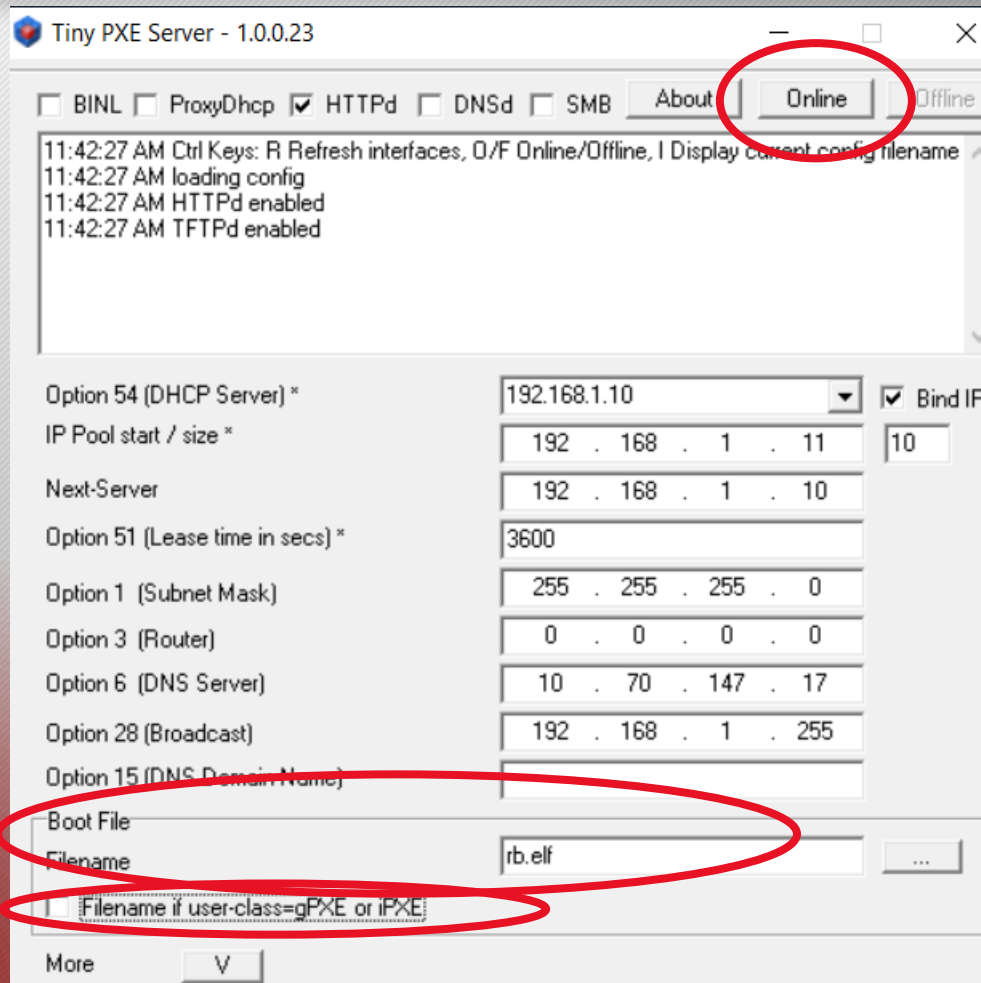 Tiny PXE Server - 1.0.0.23
BINL ProxyDhcp HTTPd DNSd SMB About Online Offline
11:42:27 AM Ctrl Keys: R Refresh interfaces, O/F Online/Offline, I Display current config filename
11:42:27 AM loading config
11:42:27 AM HTTPd enabled
11:42:27 AM TFTPd enabled
Option 54 (DHCP Server) * 192.168.1.10 Bind IP
IP Pool start / size * 192 . 168 . 1 . 11 10
Next-Server 192 . 168 . 1 . 10
Option 51 (Lease time in secs) * 3600
Option 1 (Subnet Mask) 255 . 255 . 255 . 0
Option 3 (Router) 0 . 0 . 0 . 0
Option 6 (DNS Server) 10 . 70 . 147 . 17
Option 28 (Broadcast) 192 . 168 . 1 . 255
Option 15 (DNS Domain Name)
Boot File
Filename rb.elf ...
Filename if user-class=gPXE or iPXE
More V